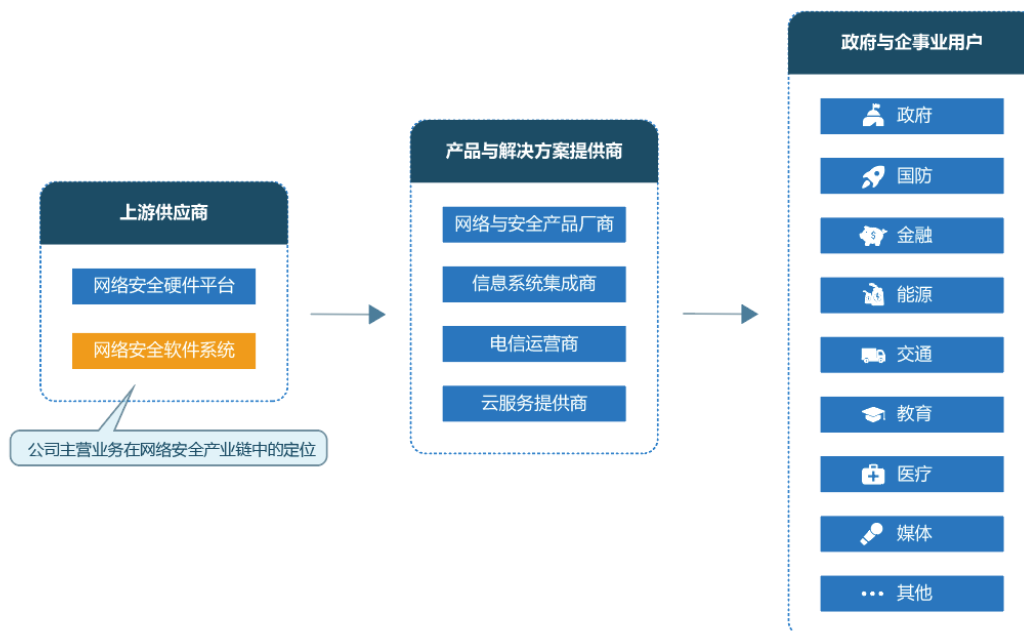 上游供应商
网络安全硬件平台
网络安全软件系统
公司主营业务在网络安全产业链中的定位
产品与解决方案提供商
网络与安全产品厂商
信息系统集成商
电信运营商
云服务提供商
政府与企事业用户
政府
国防
金融
能源
交通
教育
医疗
媒体
其他